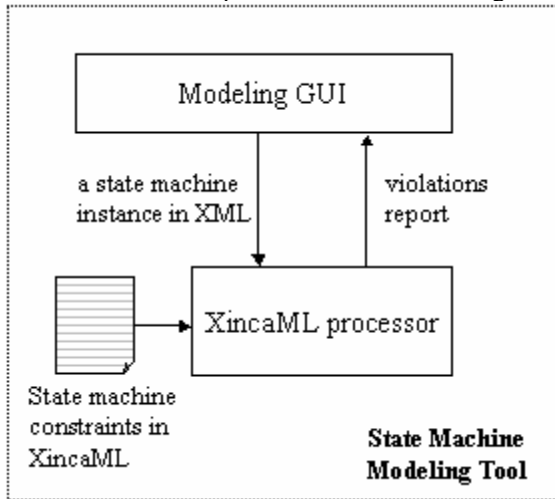 Modeling GUI
a state machine
instance in XML
violations
report
XincaML processor
State machine
constraints in
XincaML
State Machine
Modeling Tool